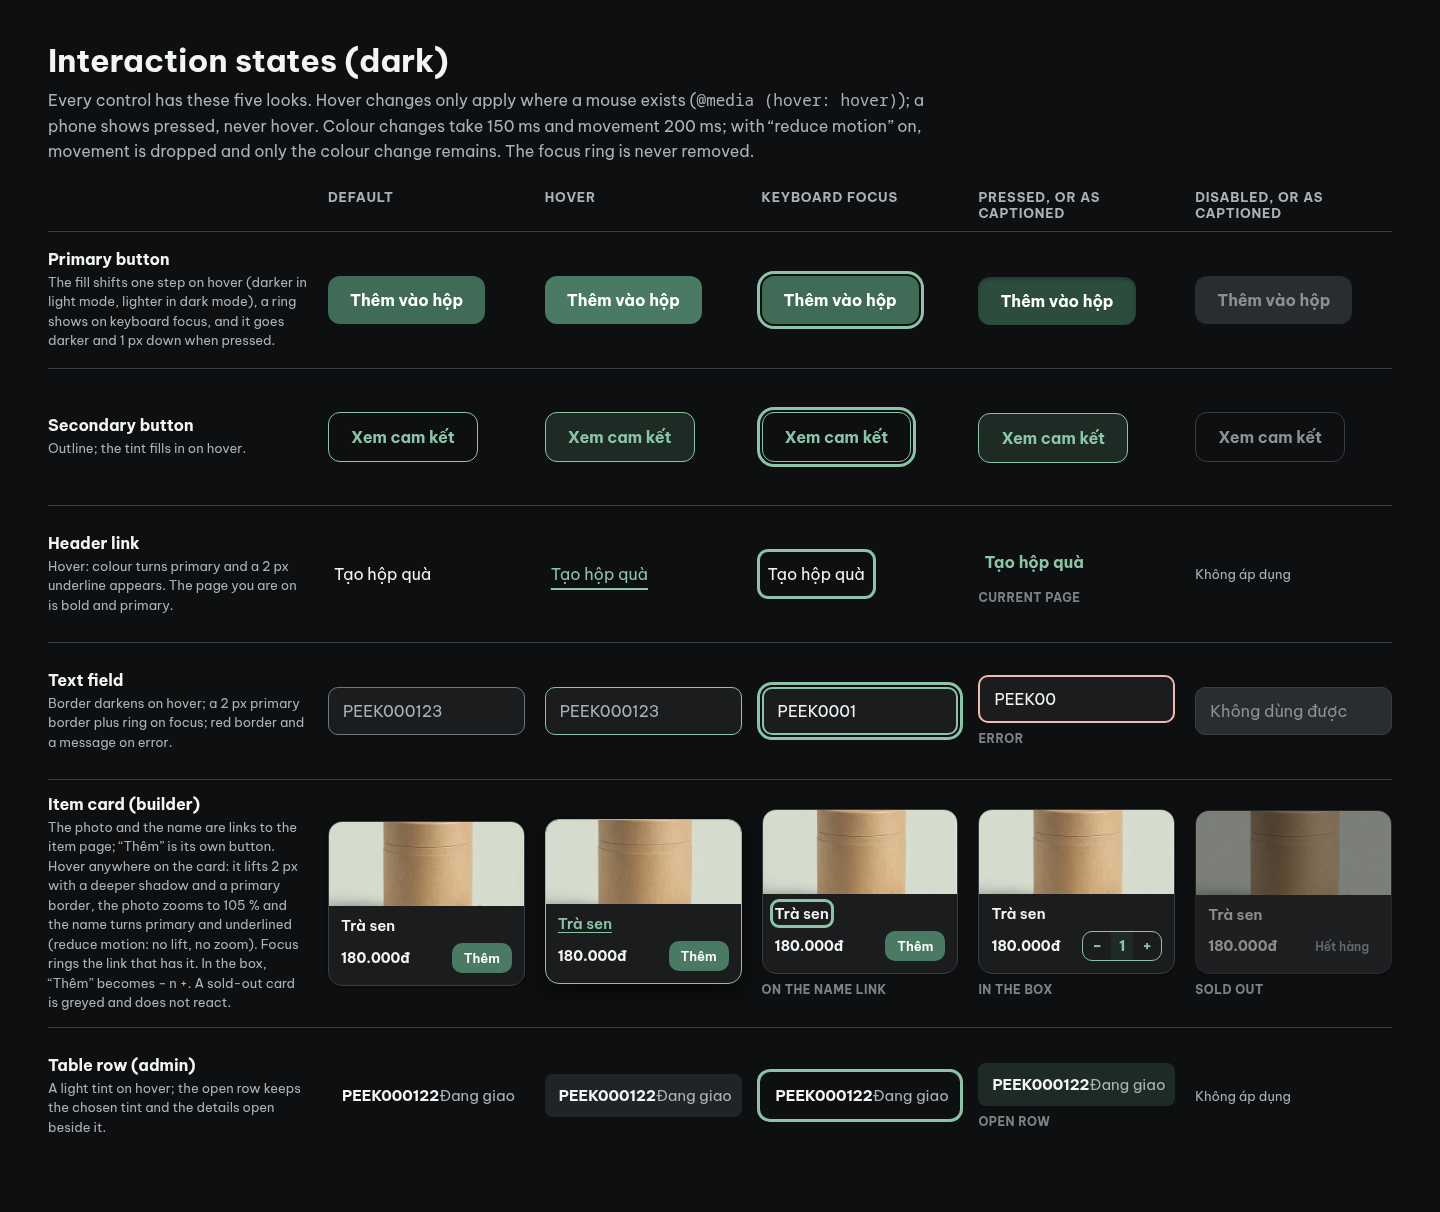 Interaction states (dark)
Every control has these five looks. Hover changes only apply where a mouse exists (@media (hover: hover)); a
phone shows pressed, never hover. Colour changes take 150 ms and movement 200 ms; with “reduce motion” on,
movement is dropped and only the colour change remains. The focus ring is never removed.
DEFAULT
HOVER
KEYBOARD FOCUS
PRESSED, OR AS
CAPTIONED
DISABLED, OR AS
CAPTIONED
Primary button
The fill shifts one step on hover (darker in
light mode, lighter in dark mode), a ring
shows on keyboard focus, and it goes
darker and 1 px down when pressed.
Thêm vào hộp
Thêm vào hộp
Thêm vào hộp
Thêm vào hộp
Thêm vào hộp
Secondary button
Outline; the tint fills in on hover.
Xem cam kết
Xem cam kết
Xem cam kết
Xem cam kết
Xem cam kết
Header link
Hover: colour turns primary and a 2 px
underline appears. The page you are on
is bold and primary.
Tạo hộp quà
Tạo hộp quà
Tạo hộp quà
Tạo hộp quà
CURRENT PAGE
Không áp dụng
Text field
Border darkens on hover; a 2 px primary
border plus ring on focus; red border and
a message on error.
PEEK000123
PEEK000123
PEEK0001
PEEK00
ERROR
Không dùng được
Item card (builder)
The photo and the name are links to the
item page; “Thêm” is its own button.
Hover anywhere on the card: it lifts 2 px
with a deeper shadow and a primary
border, the photo zooms to 105 % and
the name turns primary and underlined
(reduce motion: no lift, no zoom). Focus
rings the link that has it. In the box,
“Thêm” becomes − n +. A sold-out card
is greyed and does not react.
Trà sen
180.000đ
Thêm
Trà sen
180.000đ
Thêm
Trà sen
180.000đ
Thêm
ON THE NAME LINK
Trà sen
180.000đ
− 1 +
IN THE BOX
Trà sen
180.000đ
Hết hàng
SOLD OUT
Table row (admin)
A light tint on hover; the open row keeps
the chosen tint and the details open
beside it.
PEEK000122Đang giao
PEEK000122Đang giao
PEEK000122Đang giao
PEEK000122Đang giao
OPEN ROW
Không áp dụng